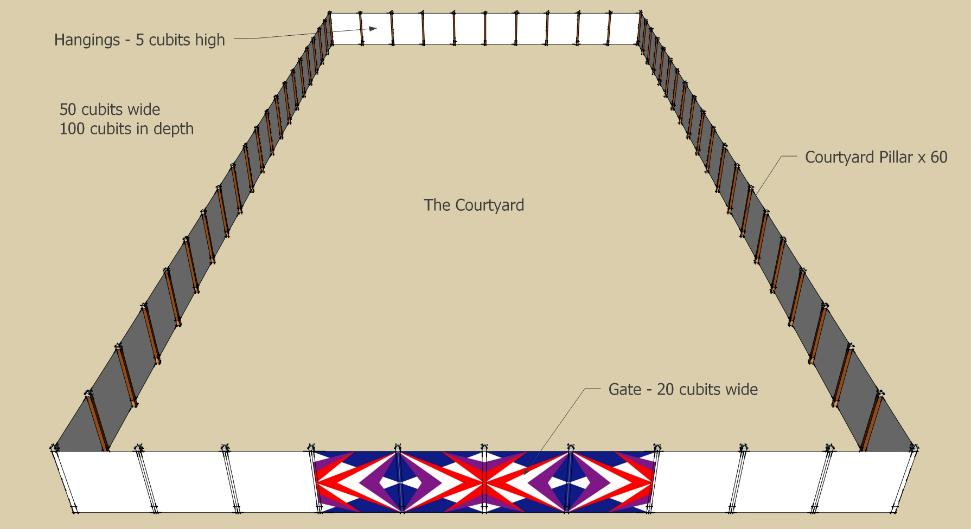 Hangings - 5 cubits high
50 cubits wide
100 cubits in depth
Courtyard Pillar x 60
The Courtyard
Gate - 20 cubits wide